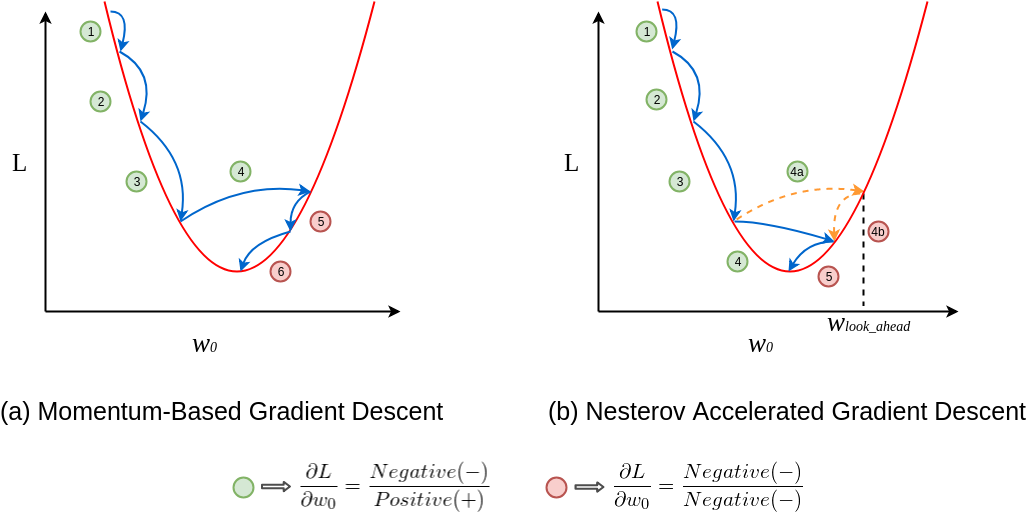 1
2
3
4
5
6
L
w0
1
2
3
4a
4b
4
5
L
wlook_ahead
w0
(a) Momentum-Based Gradient Descent
(b) Nesterov Accelerated Gradient Descent
∂L/∂w0 = Negative(−)/Positive(+)
∂L/∂w0 = Negative(−)/Negative(−)